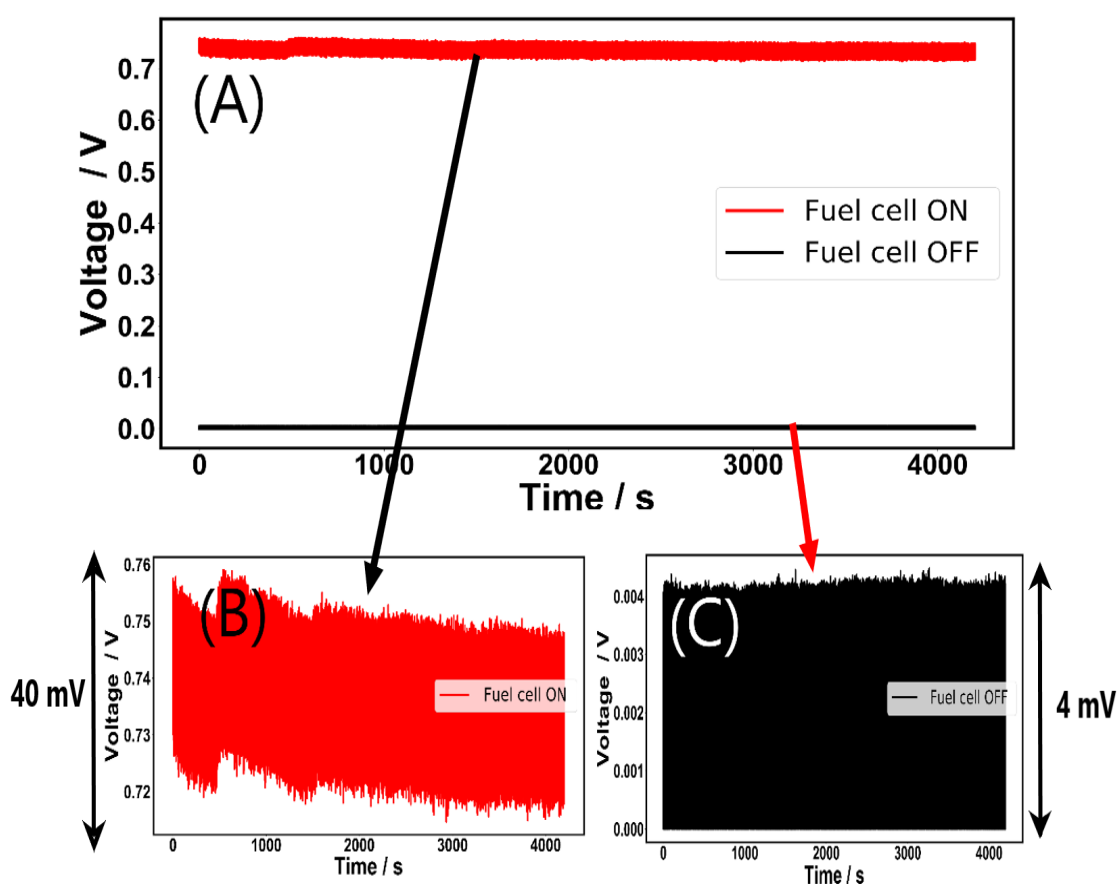 (A)
Voltage / V
0.7
0.6
0.5
0.4
0.3
0.2
0.1
0.0
Fuel cell ON
Fuel cell OFF
0 1000 2000 3000 4000
Time / s
40 mV
(B)
Voltage / V
0.76
0.75
0.74
0.73
0.72
Fuel cell ON
0 1000 2000 3000 4000
Time / s
(C)
Voltage / V
0.004
0.003
0.002
0.001
0.000
Fuel cell OFF
0 1000 2000 3000 4000
Time / s
4 mV